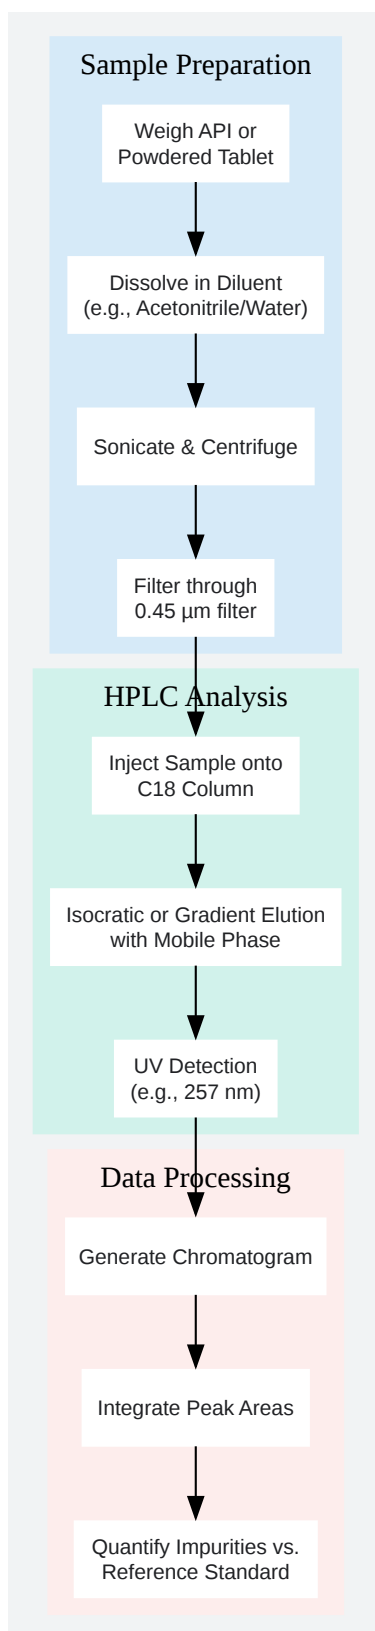 Sample Preparation
Weigh API or
Powdered Tablet
Dissolve in Diluent
(e.g., Acetonitrile/Water)
Sonicate & Centrifuge
Filter through
0.45 µm filter
HPLC Analysis
Inject Sample onto
C18 Column
Isocratic or Gradient Elution
with Mobile Phase
UV Detection
(e.g., 257 nm)
Data Processing
Generate Chromatogram
Integrate Peak Areas
Quantify Impurities vs.
Reference Standard